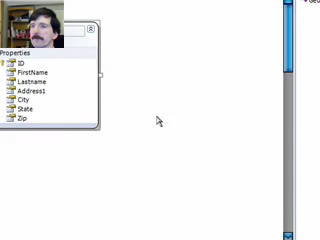 Properties
ID
FirstName
Lastname
Address1
City
State
Zip